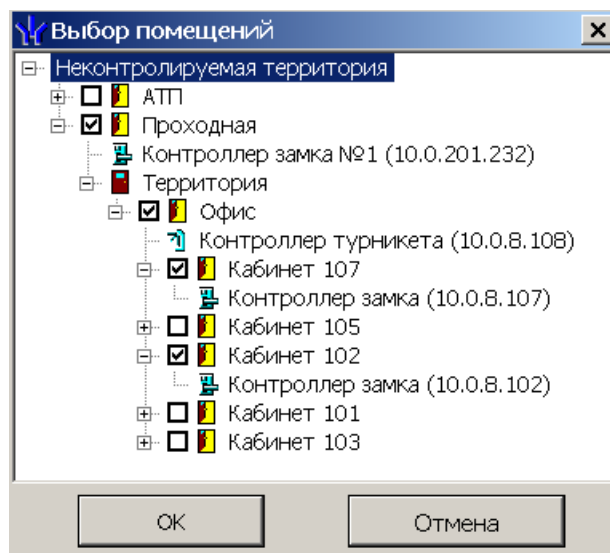 Выбор помещений
Неконтролируемая территория
АТП
Проходная
Контроллер замка №1 (10.0.201.232)
Территория
Офис
Контроллер турникета (10.0.8.108)
Кабинет 107
Контроллер замка (10.0.8.107)
Кабинет 105
Кабинет 102
Контроллер замка (10.0.8.102)
Кабинет 101
Кабинет 103
ОК Отмена